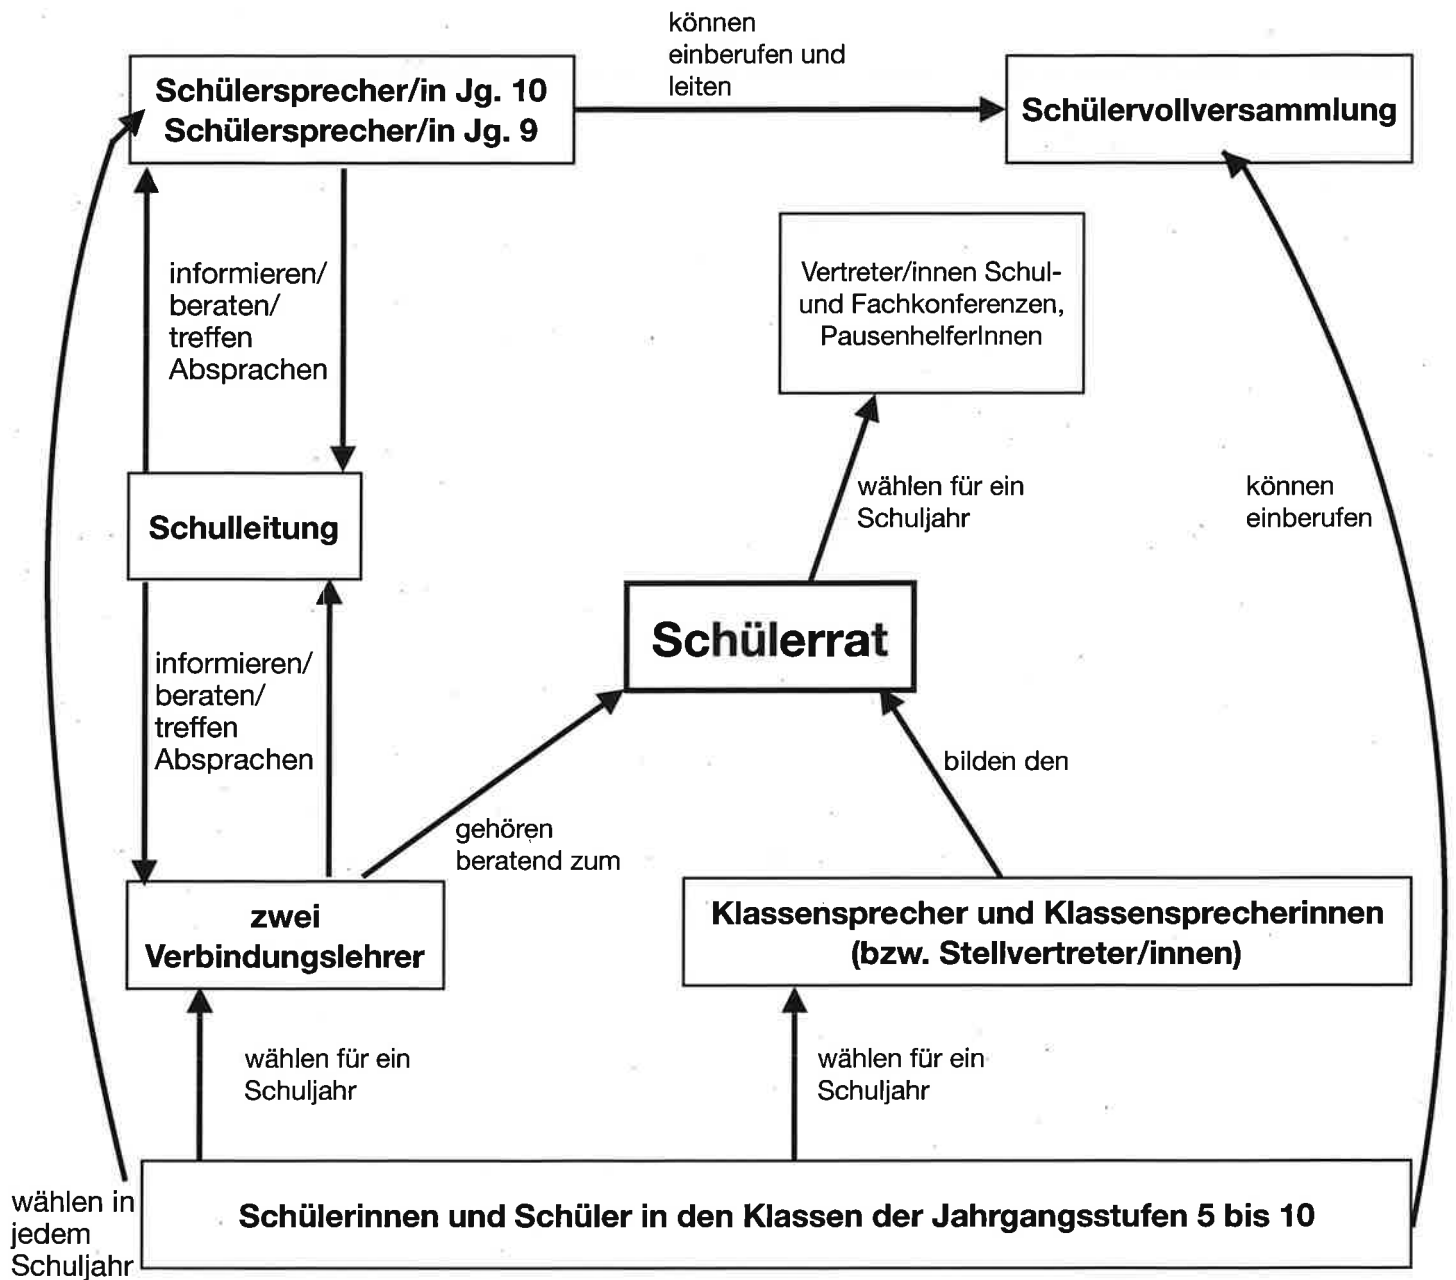 können
einberufen und
leiten
Schülersprecher/in Jg. 10
Schülersprecher/in Jg. 9
Schülervollversammlung
Vertreter/innen Schul-
und Fachkonferenzen,
PausenhelferInnen
informieren/
beraten/
treffen
Absprachen
wählen für ein
Schuljahr
können
einberufen
Schulleitung
Schülerrat
informieren/
beraten/
treffen
Absprachen
bilden den
gehören
beratend zum
zwei
Verbindungslehrer
Klassensprecher und Klassensprecherinnen
(bzw. Stellvertreter/innen)
wählen für ein
Schuljahr
wählen für ein
Schuljahr
wählen in
jedem
Schuljahr
Schülerinnen und Schüler in den Klassen der Jahrgangsstufen 5 bis 10